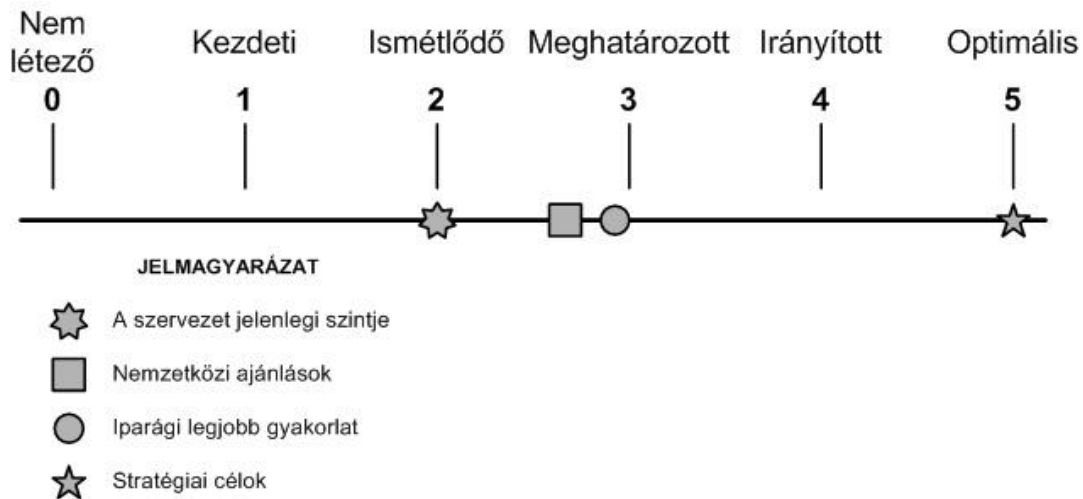 Nem
létező
Kezdeti
Ismétlődő
Meghatározott
Irányított
Optimális
0
1
2
3
4
5
JELMAGYARÁZAT
A szervezet jelenlegi szintje
Nemzetközi ajánlások
Iparági legjobb gyakorlat
Stratégiai célok